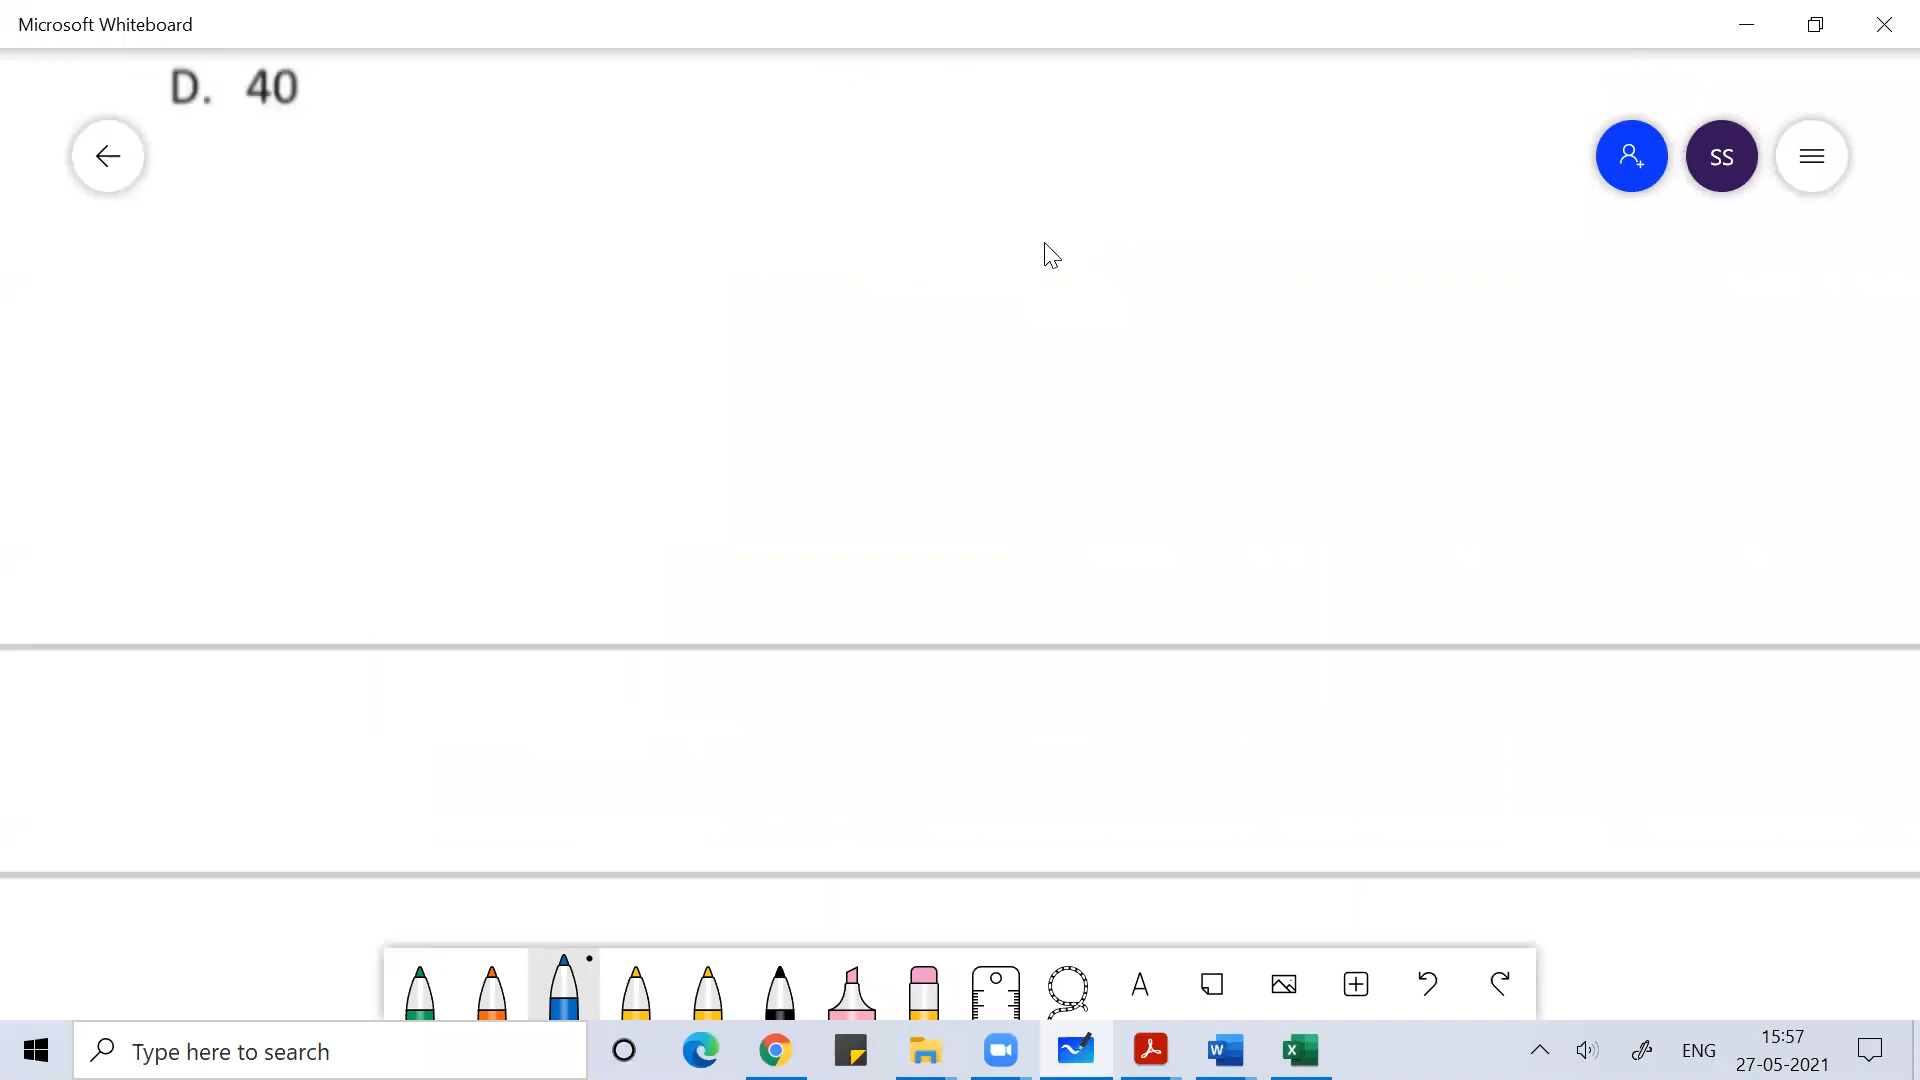 Microsoft Whiteboard
D. 40
SS
A
Type here to search
W
X
ENG
15:57
27-05-2021